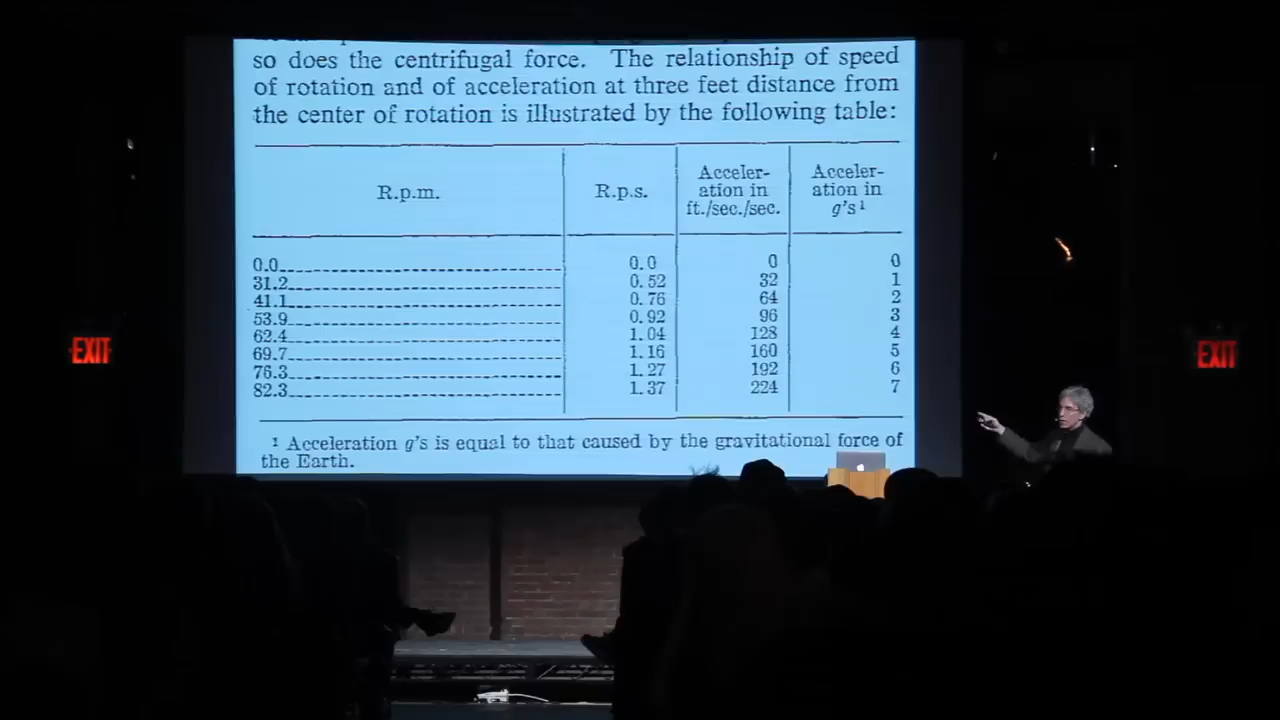 so does the centrifugal force. The relationship of speed
of rotation and of acceleration at three feet distance from
the center of rotation is illustrated by the following table:
R.p.m. R.p.s. Acceler-ation in ft./sec./sec. Acceler-ation in g's¹
0.0 0.0 0 0
31.2 0.52 32 1
41.1 0.76 64 2
53.9 0.92 96 3
62.4 1.04 128 4
69.7 1.16 160 5
76.3 1.27 192 6
82.3 1.37 224 7
¹ Acceleration g's is equal to that caused by the gravitational force of
the Earth.
EXIT
EXIT